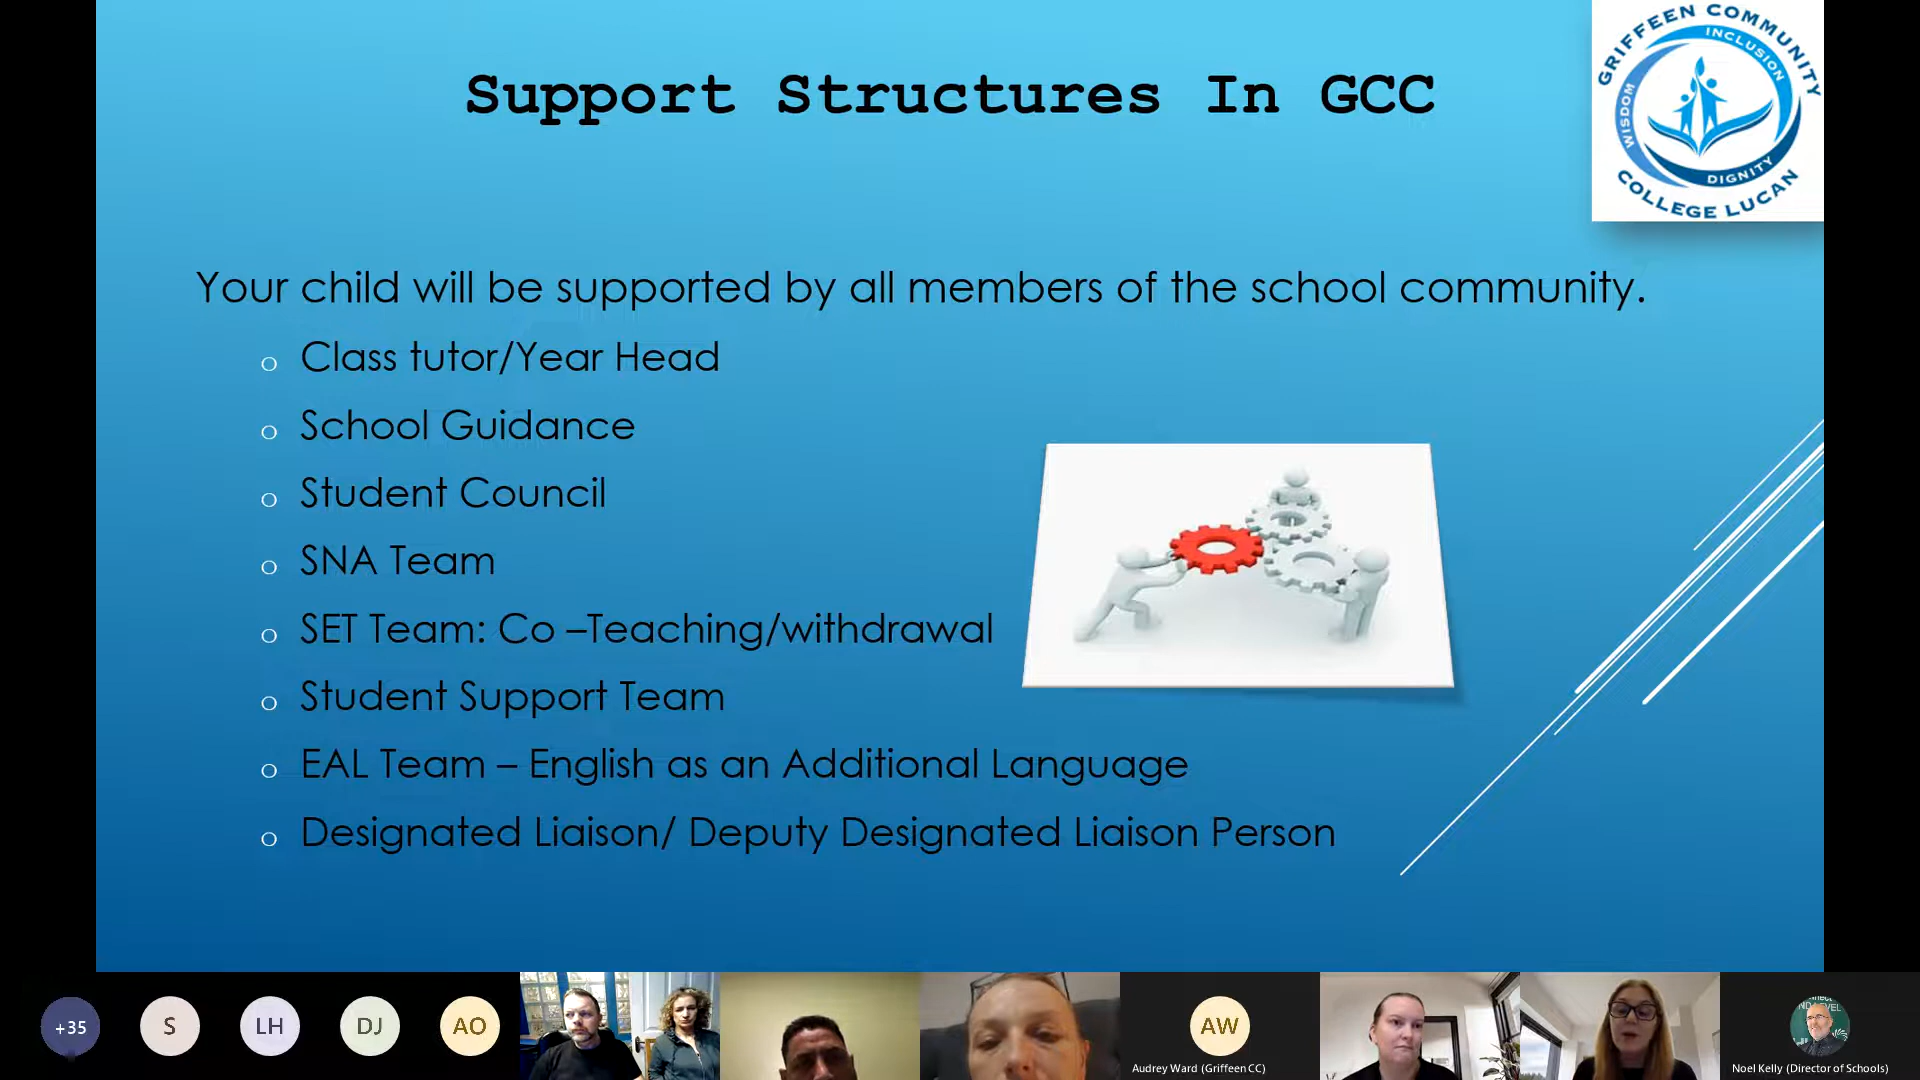 Support Structures In GCC
GRIFFEEN COMMUNITY
INCLUSION
WISDOM
DIGNITY
COLLEGE LUCAN
Your child will be supported by all members of the school community.
o Class tutor/Year Head
o School Guidance
o Student Council
o SNA Team
o SET Team: Co –Teaching/withdrawal
o Student Support Team
o EAL Team – English as an Additional Language
o Designated Liaison/ Deputy Designated Liaison Person
+35
S
LH
DJ
AO
AW
Audrey Ward (Griffeen CC)
Noel Kelly (Director of Schools)